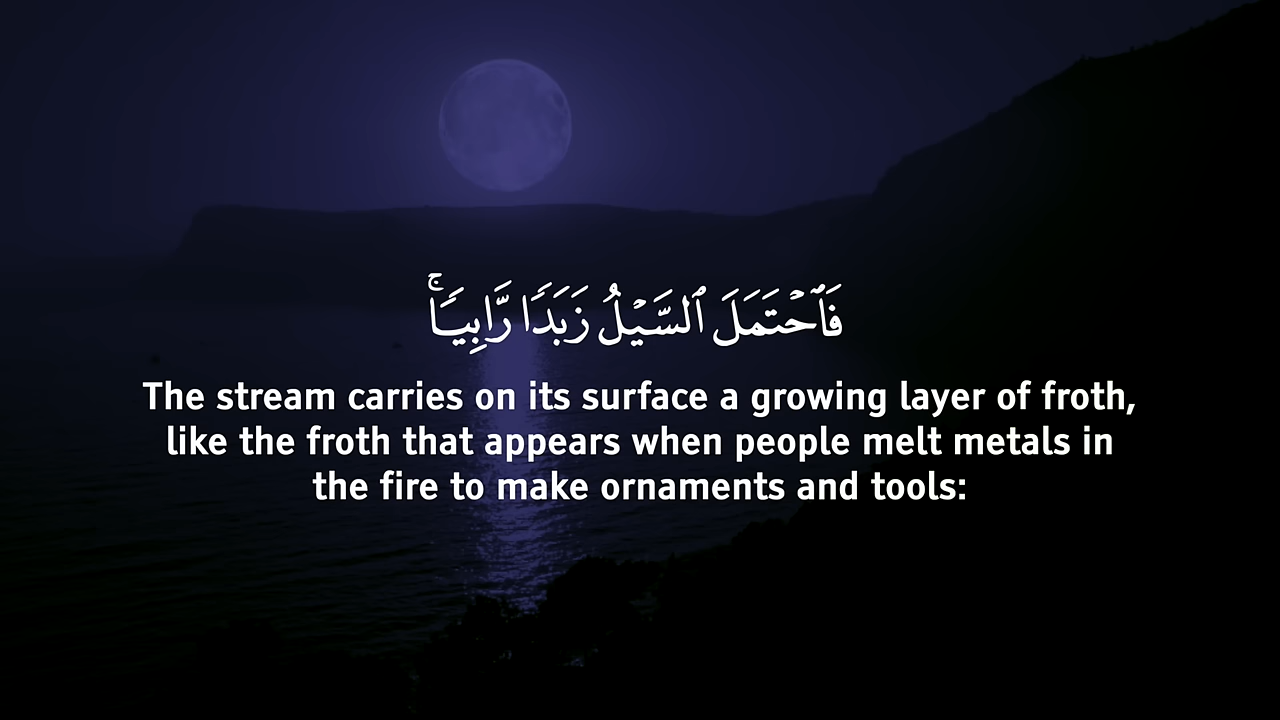 فَٱحۡتَمَلَ ٱلسَّيۡلُ زَبَدٗا رَّابِيٗاۚ
The stream carries on its surface a growing layer of froth,
like the froth that appears when people melt metals in
the fire to make ornaments and tools: